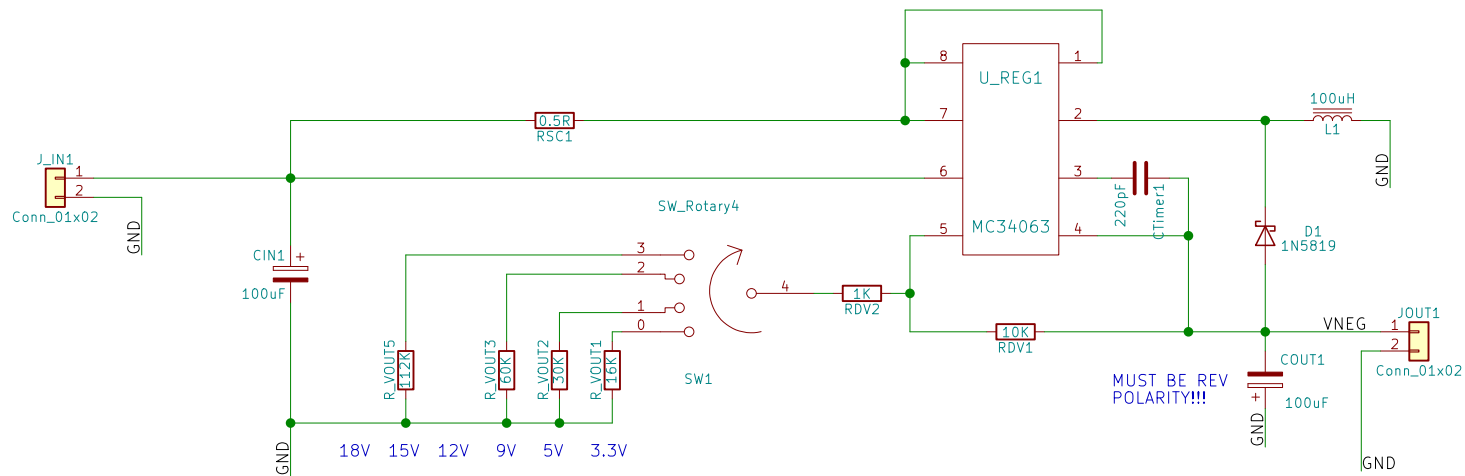 8
1
U_REG1
100uH
L1
7
2
0.5R
RSC1
GND
J_IN1
1
2
Conn_01x02
GND
6
3
220pF
CTimer1
SW_Rotary4
5
4
MC34063
D1
1N5819
CIN1
+
100uF
3
2
1
0
4
1K
RDV2
10K
RDV1
VNEG
JOUT1
1
2
Conn_01x02
R_VOUT5
112K
R_VOUT3
60K
R_VOUT2
30K
R_VOUT1
16K
SW1
MUST BE REV
POLARITY!!!
COUT1
+
100uF
GND
GND
GND
18V 15V 12V 9V 5V 3.3V